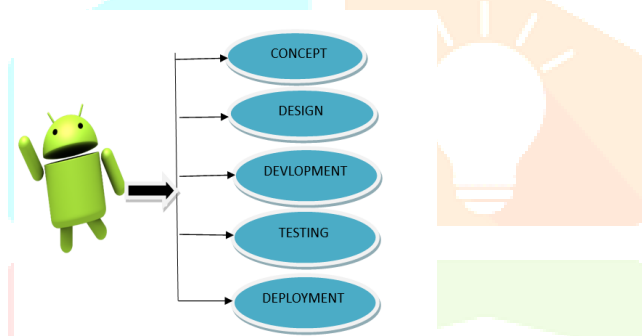 CONCEPT
DESIGN
DEVLOPMENT
TESTING
DEPLOYMENT